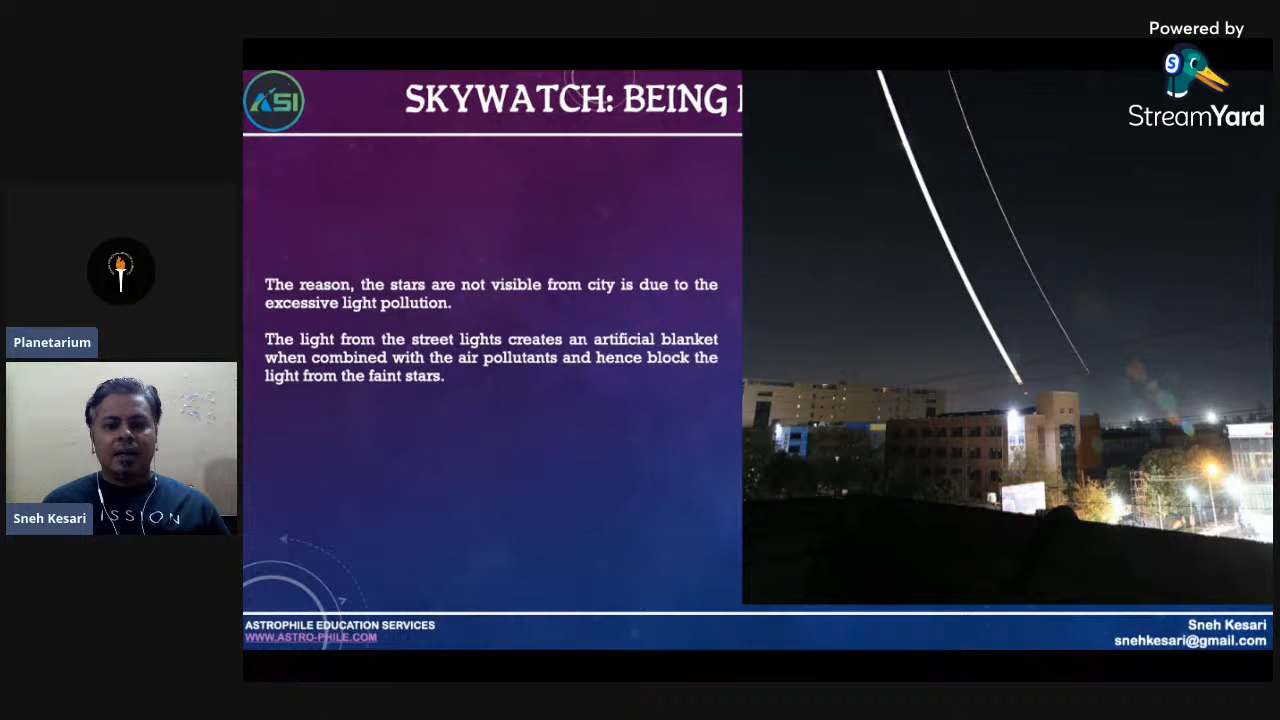 Powered by
S
StreamYard
ASI
SKYWATCH: BEING
The reason, the stars are not visible from city is due to the
excessive light pollution.
The light from the street lights creates an artificial blanket
when combined with the air pollutants and hence block the
light from the faint stars.
Planetarium
ISSION
Sneh Kesari
ASTROPHILE EDUCATION SERVICES
WWW.ASTRO-PHILE.COM
Sneh Kesari
snehkesari@gmail.com